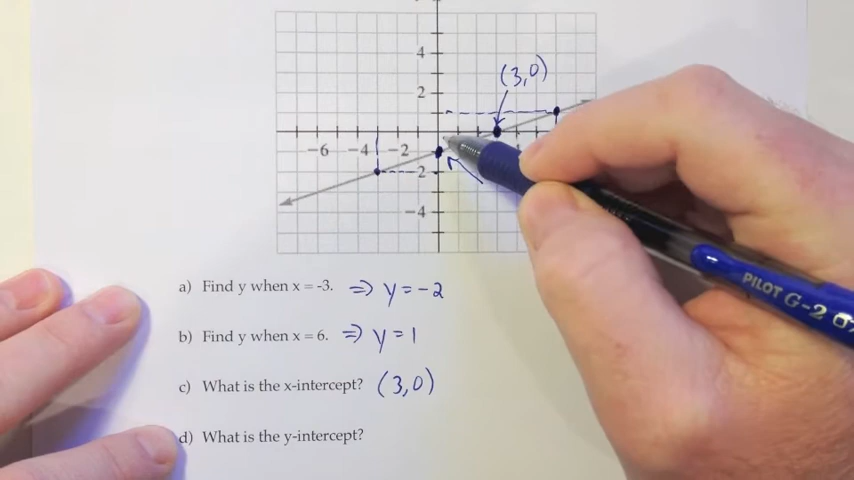 4
(3,0)
2
-6 -4 -2
-2
-4
a) Find y when x = -3. ⇒ y = -2
b) Find y when x = 6. ⇒ y = 1
c) What is the x-intercept? (3,0)
d) What is the y-intercept?
PILOT G-2